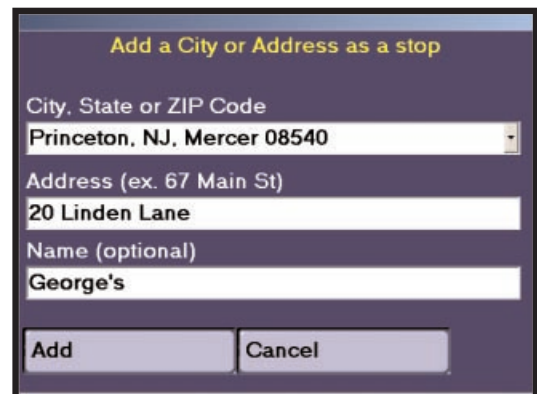 Add a City or Address as a stop
City, State or ZIP Code
Princeton, NJ, Mercer 08540
Address (ex. 67 Main St)
20 Linden Lane
Name (optional)
George's
Add
Cancel